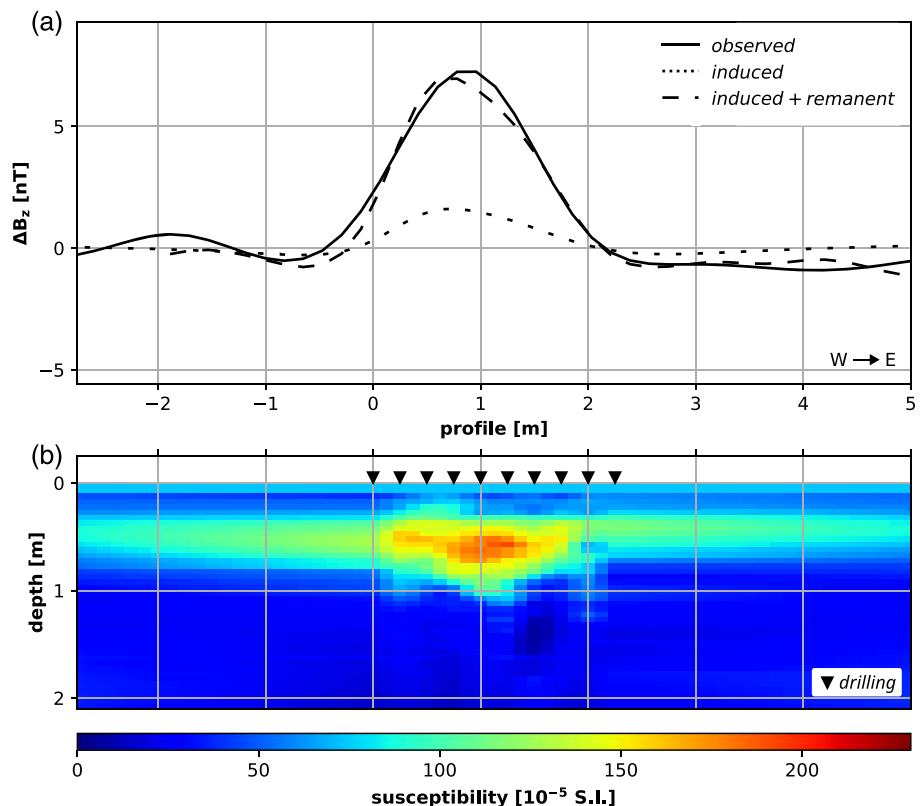 (a)
observed
induced
induced + remanent
5
0
−5
ΔB_z [nT]
W → E
−2 −1 0 1 2 3 4 5
profile [m]
(b)
0
1
2
depth [m]
▼ drilling
0 50 100 150 200
susceptibility [10⁻⁵ S.I.]